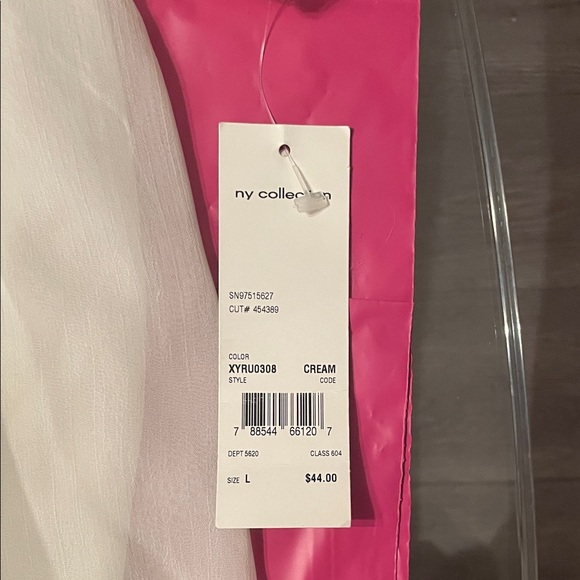 ny collection
SN97515627
CUT# 454389
COLOR
XYRU0308 CREAM
STYLE CODE
7 88544 66120 7
DEPT 5620 CLASS 604
SIZE L $44.00